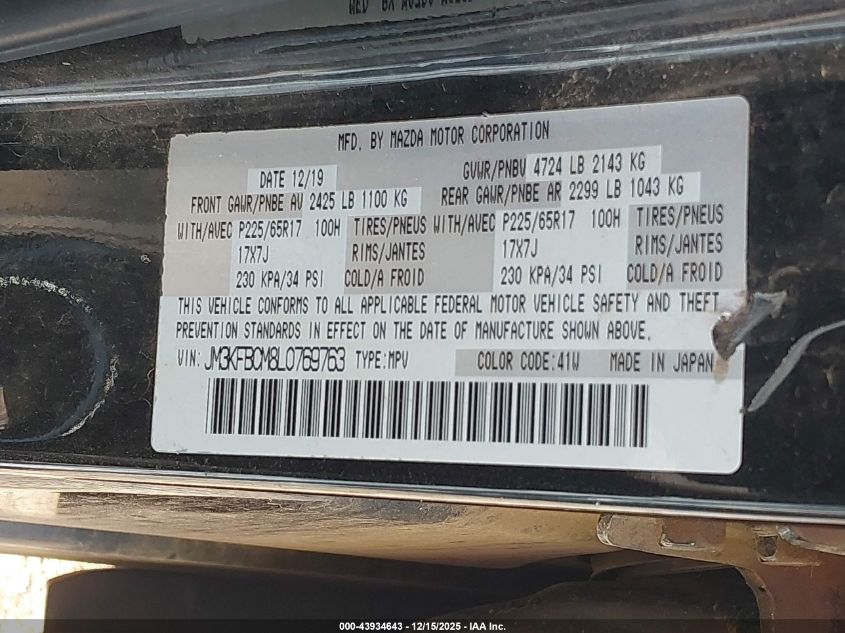 MFD. BY MAZDA MOTOR CORPORATION
DATE 12/19 GVWR/PNBV 4724 LB 2143 KG
FRONT GAWR/PNBE AV 2425 LB 1100 KG REAR GAWR/PNBE AR 2299 LB 1043 KG
WITH/AVEC P225/65R17 100H TIRES/PNEUS WITH/AVEC P225/65R17 100H TIRES/PNEUS
17X7J RIMS/JANTES 17X7J RIMS/JANTES
230 KPA/34 PSI COLD/A FROID 230 KPA/34 PSI COLD/A FROID
THIS VEHICLE CONFORMS TO ALL APPLICABLE FEDERAL MOTOR VEHICLE SAFETY AND THEFT
PREVENTION STANDARDS IN EFFECT ON THE DATE OF MANUFACTURE SHOWN ABOVE.
VIN: JM3KFBCM8L0769763 TYPE:MPV COLOR CODE:41W MADE IN JAPAN
000-43934643 - 12/15/2025 - IAA Inc.